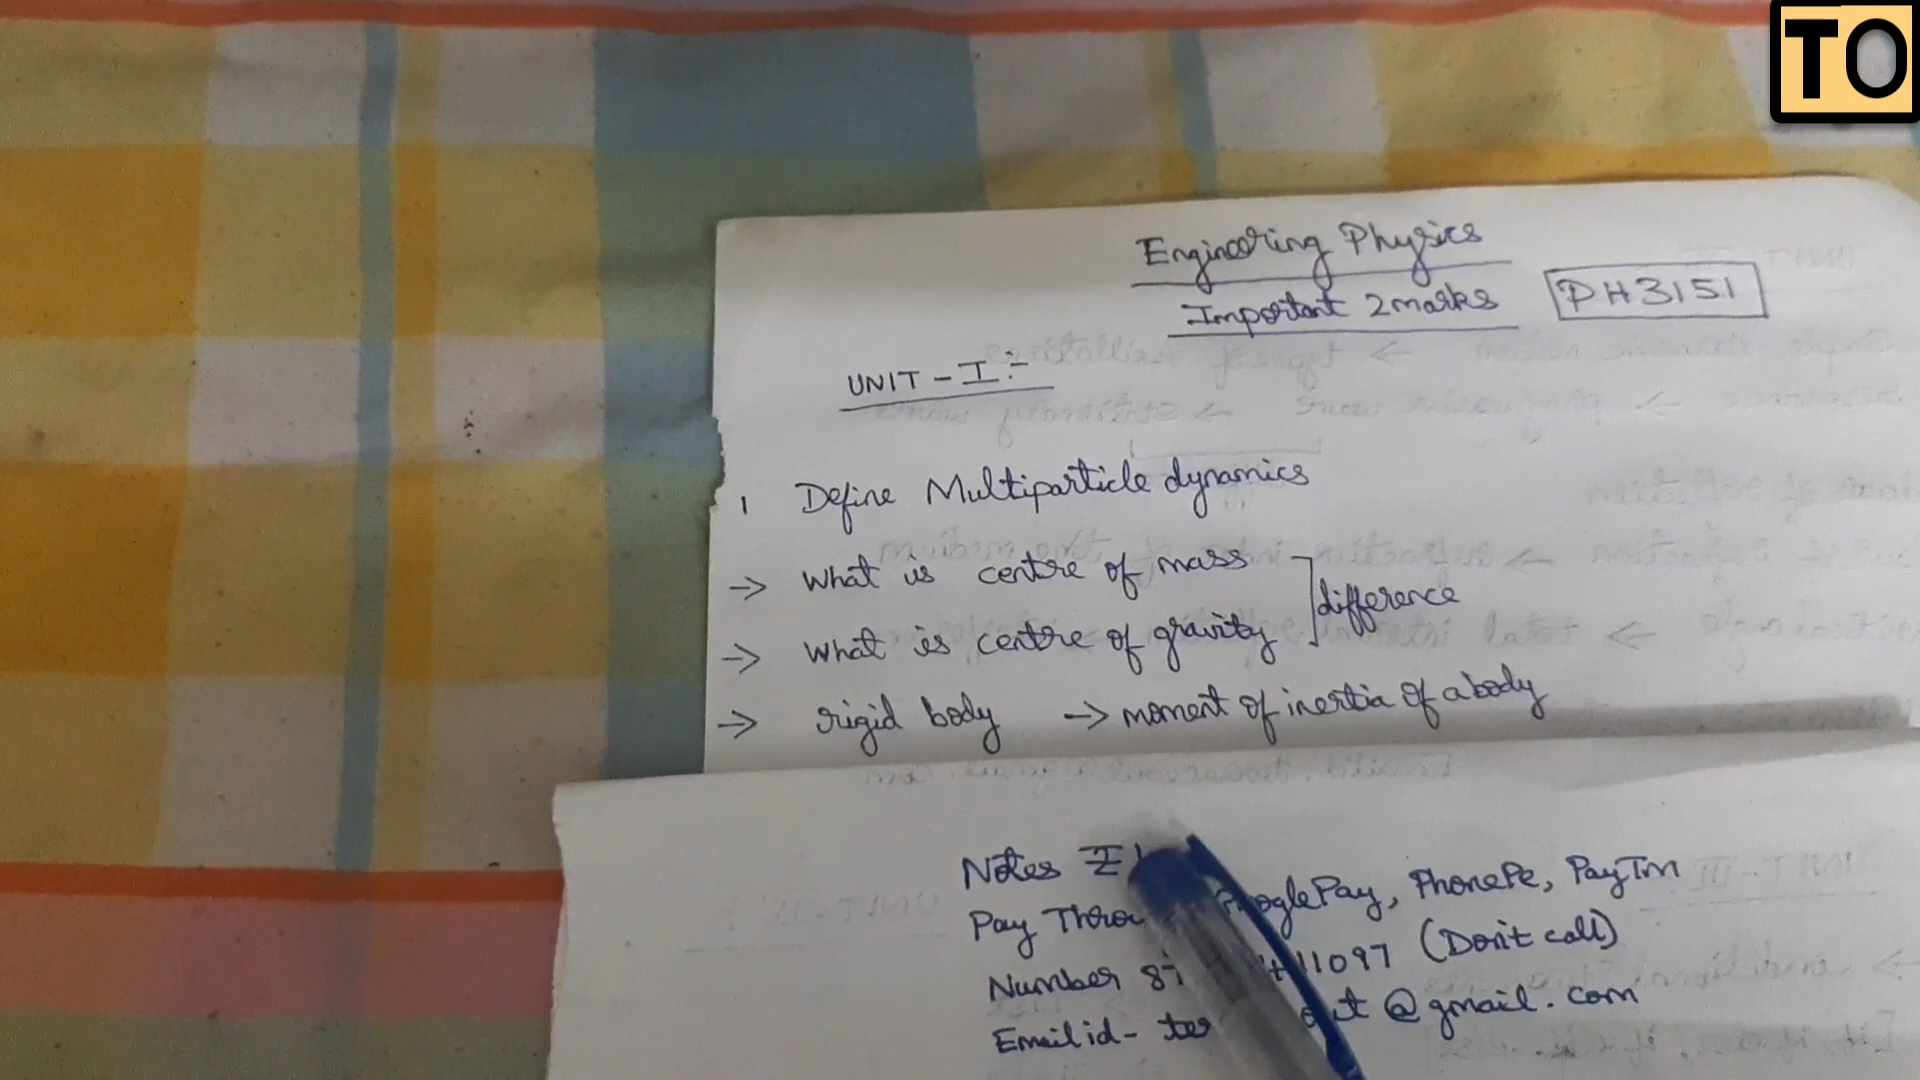 TO
Engineering Physics
Important 2marks PH3151
UNIT - I:-
1 Define Multiparticle dynamics
→ what is centre of mass
→ what is centre of gravity ] difference
→ rigid body → moment of inertia of a body
Notes
Pay GooglePay, PhonePe, PayTm
Number 11097 (Don't call)
Email id - @gmail.com